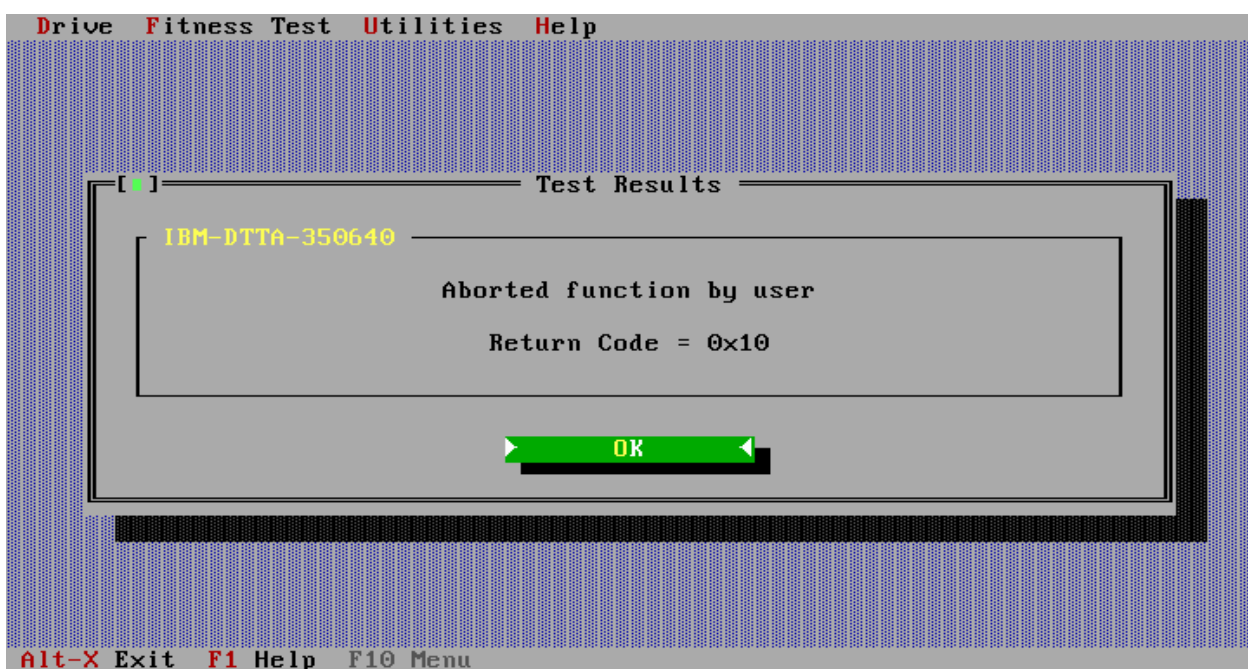 Drive Fitness Test Utilities Help
[■] Test Results
IBM-DTTA-350640
Aborted function by user
Return Code = 0x10
OK
Alt-X Exit F1 Help F10 Menu